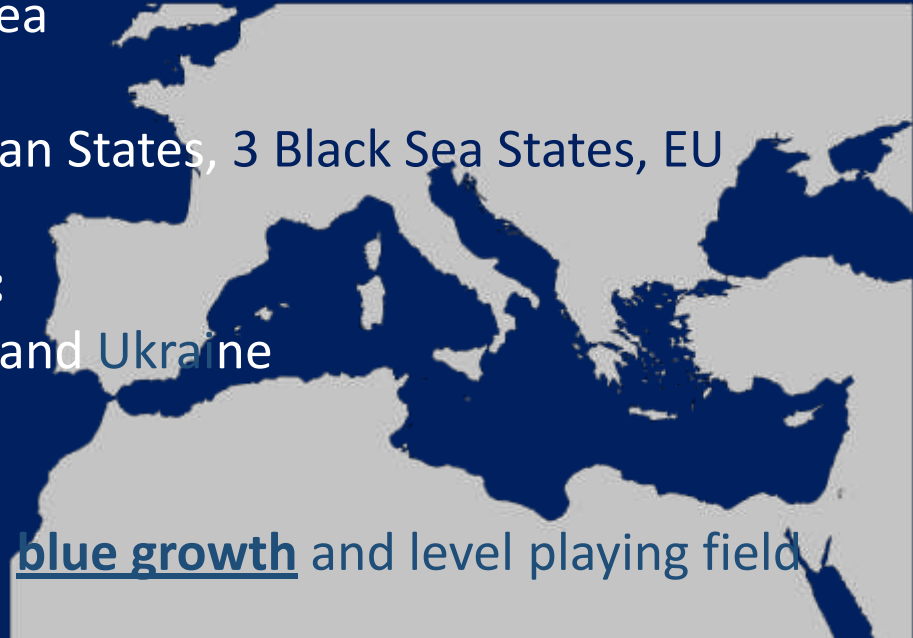 ea
an States, 3 Black Sea States, EU
:
and Ukraine
blue growth and level playing field